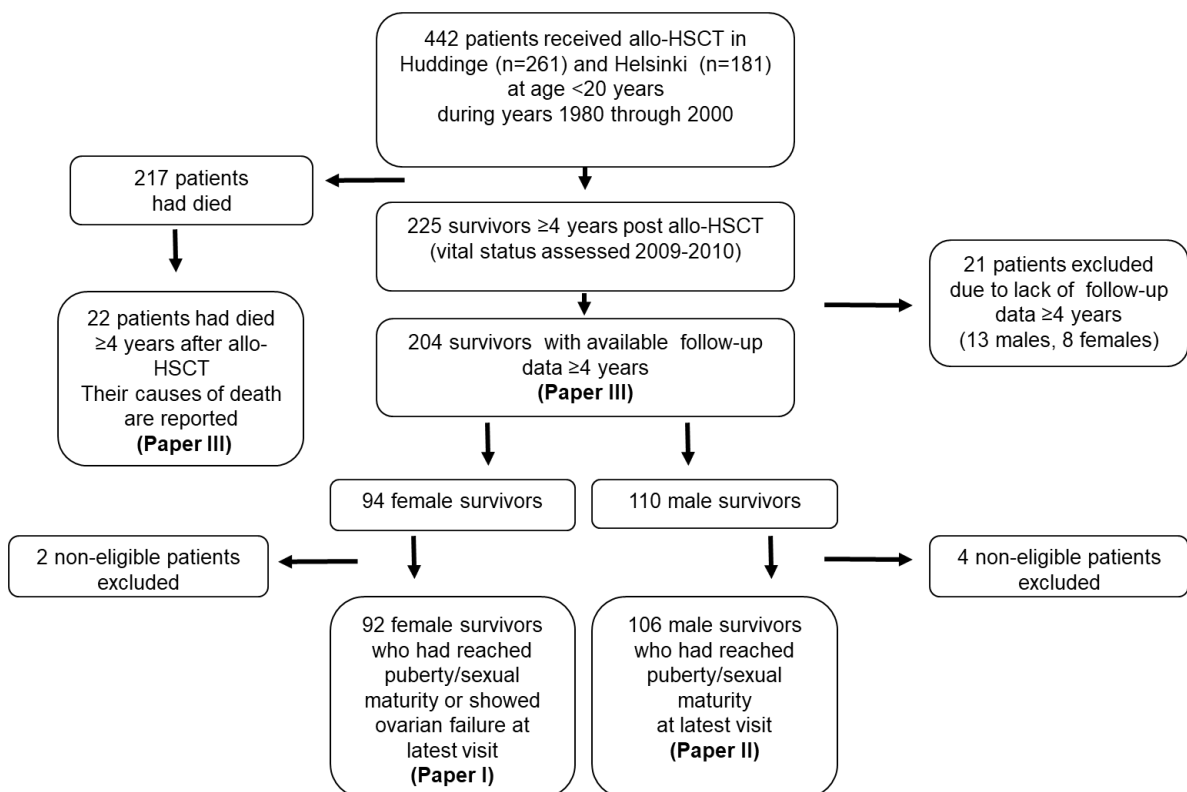 442 patients received allo-HSCT in
Huddinge (n=261) and Helsinki (n=181)
at age <20 years
during years 1980 through 2000
217 patients
had died
225 survivors ≥4 years post allo-HSCT
(vital status assessed 2009-2010)
21 patients excluded
due to lack of follow-up
data ≥4 years
(13 males, 8 females)
22 patients had died
≥4 years after allo-
HSCT
Their causes of death
are reported
(Paper III)
204 survivors with available follow-up
data ≥4 years
(Paper III)
94 female survivors
110 male survivors
2 non-eligible patients
excluded
4 non-eligible patients
excluded
92 female survivors
who had reached
puberty/sexual
maturity or showed
ovarian failure at
latest visit
(Paper I)
106 male survivors
who had reached
puberty/sexual
maturity
at latest visit
(Paper II)